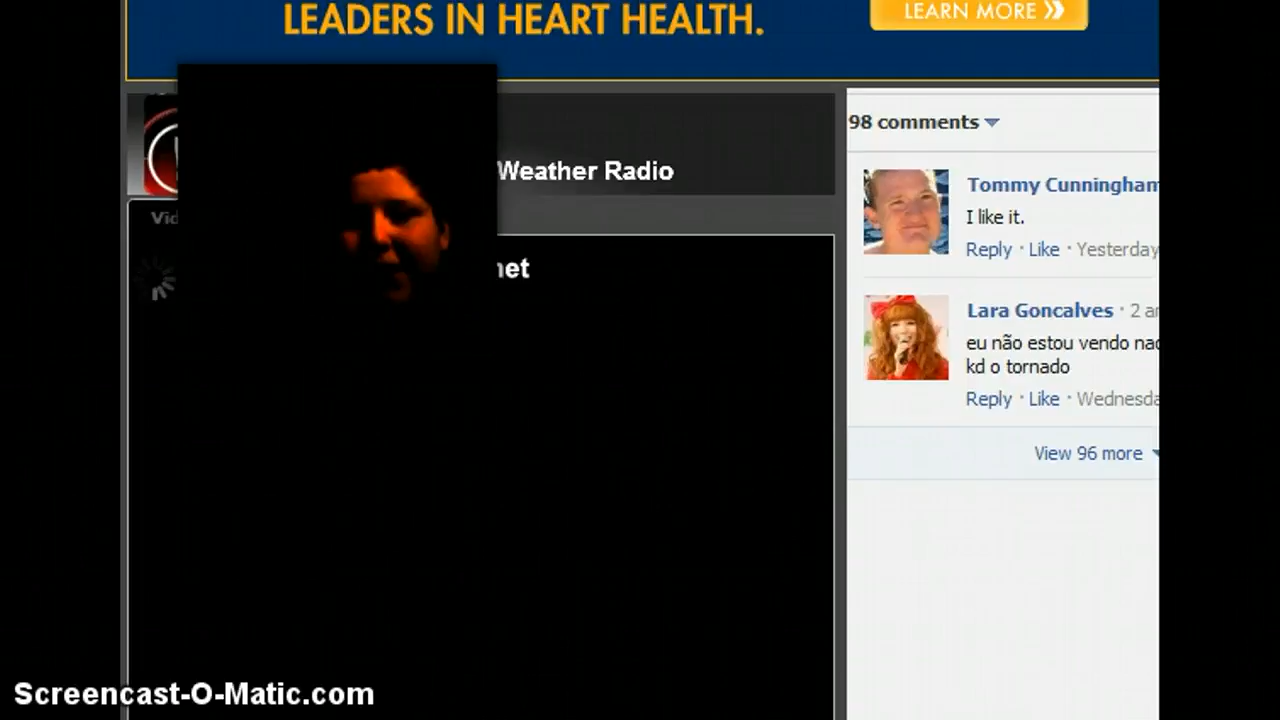 LEADERS IN HEART HEALTH.
LEARN MORE
Weather Radio
98 comments
Tommy Cunningham
I like it.
Reply · Like · Yesterday
Lara Goncalves · 2
eu não estou vendo
kd o tornado
Reply · Like ·
View 96 more
Screencast-O-Matic.com